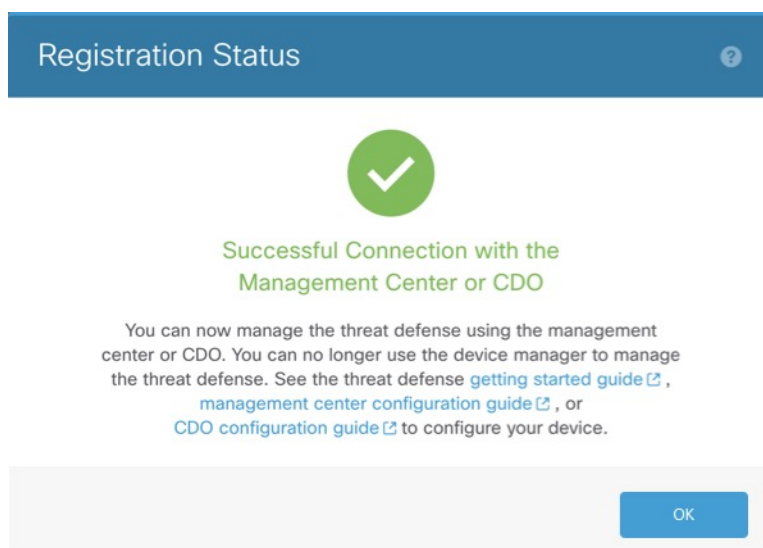 Registration Status
?
Successful Connection with the
Management Center or CDO
You can now manage the threat defense using the management
center or CDO. You can no longer use the device manager to manage
the threat defense. See the threat defense getting started guide ,
management center configuration guide , or
CDO configuration guide to configure your device.
OK